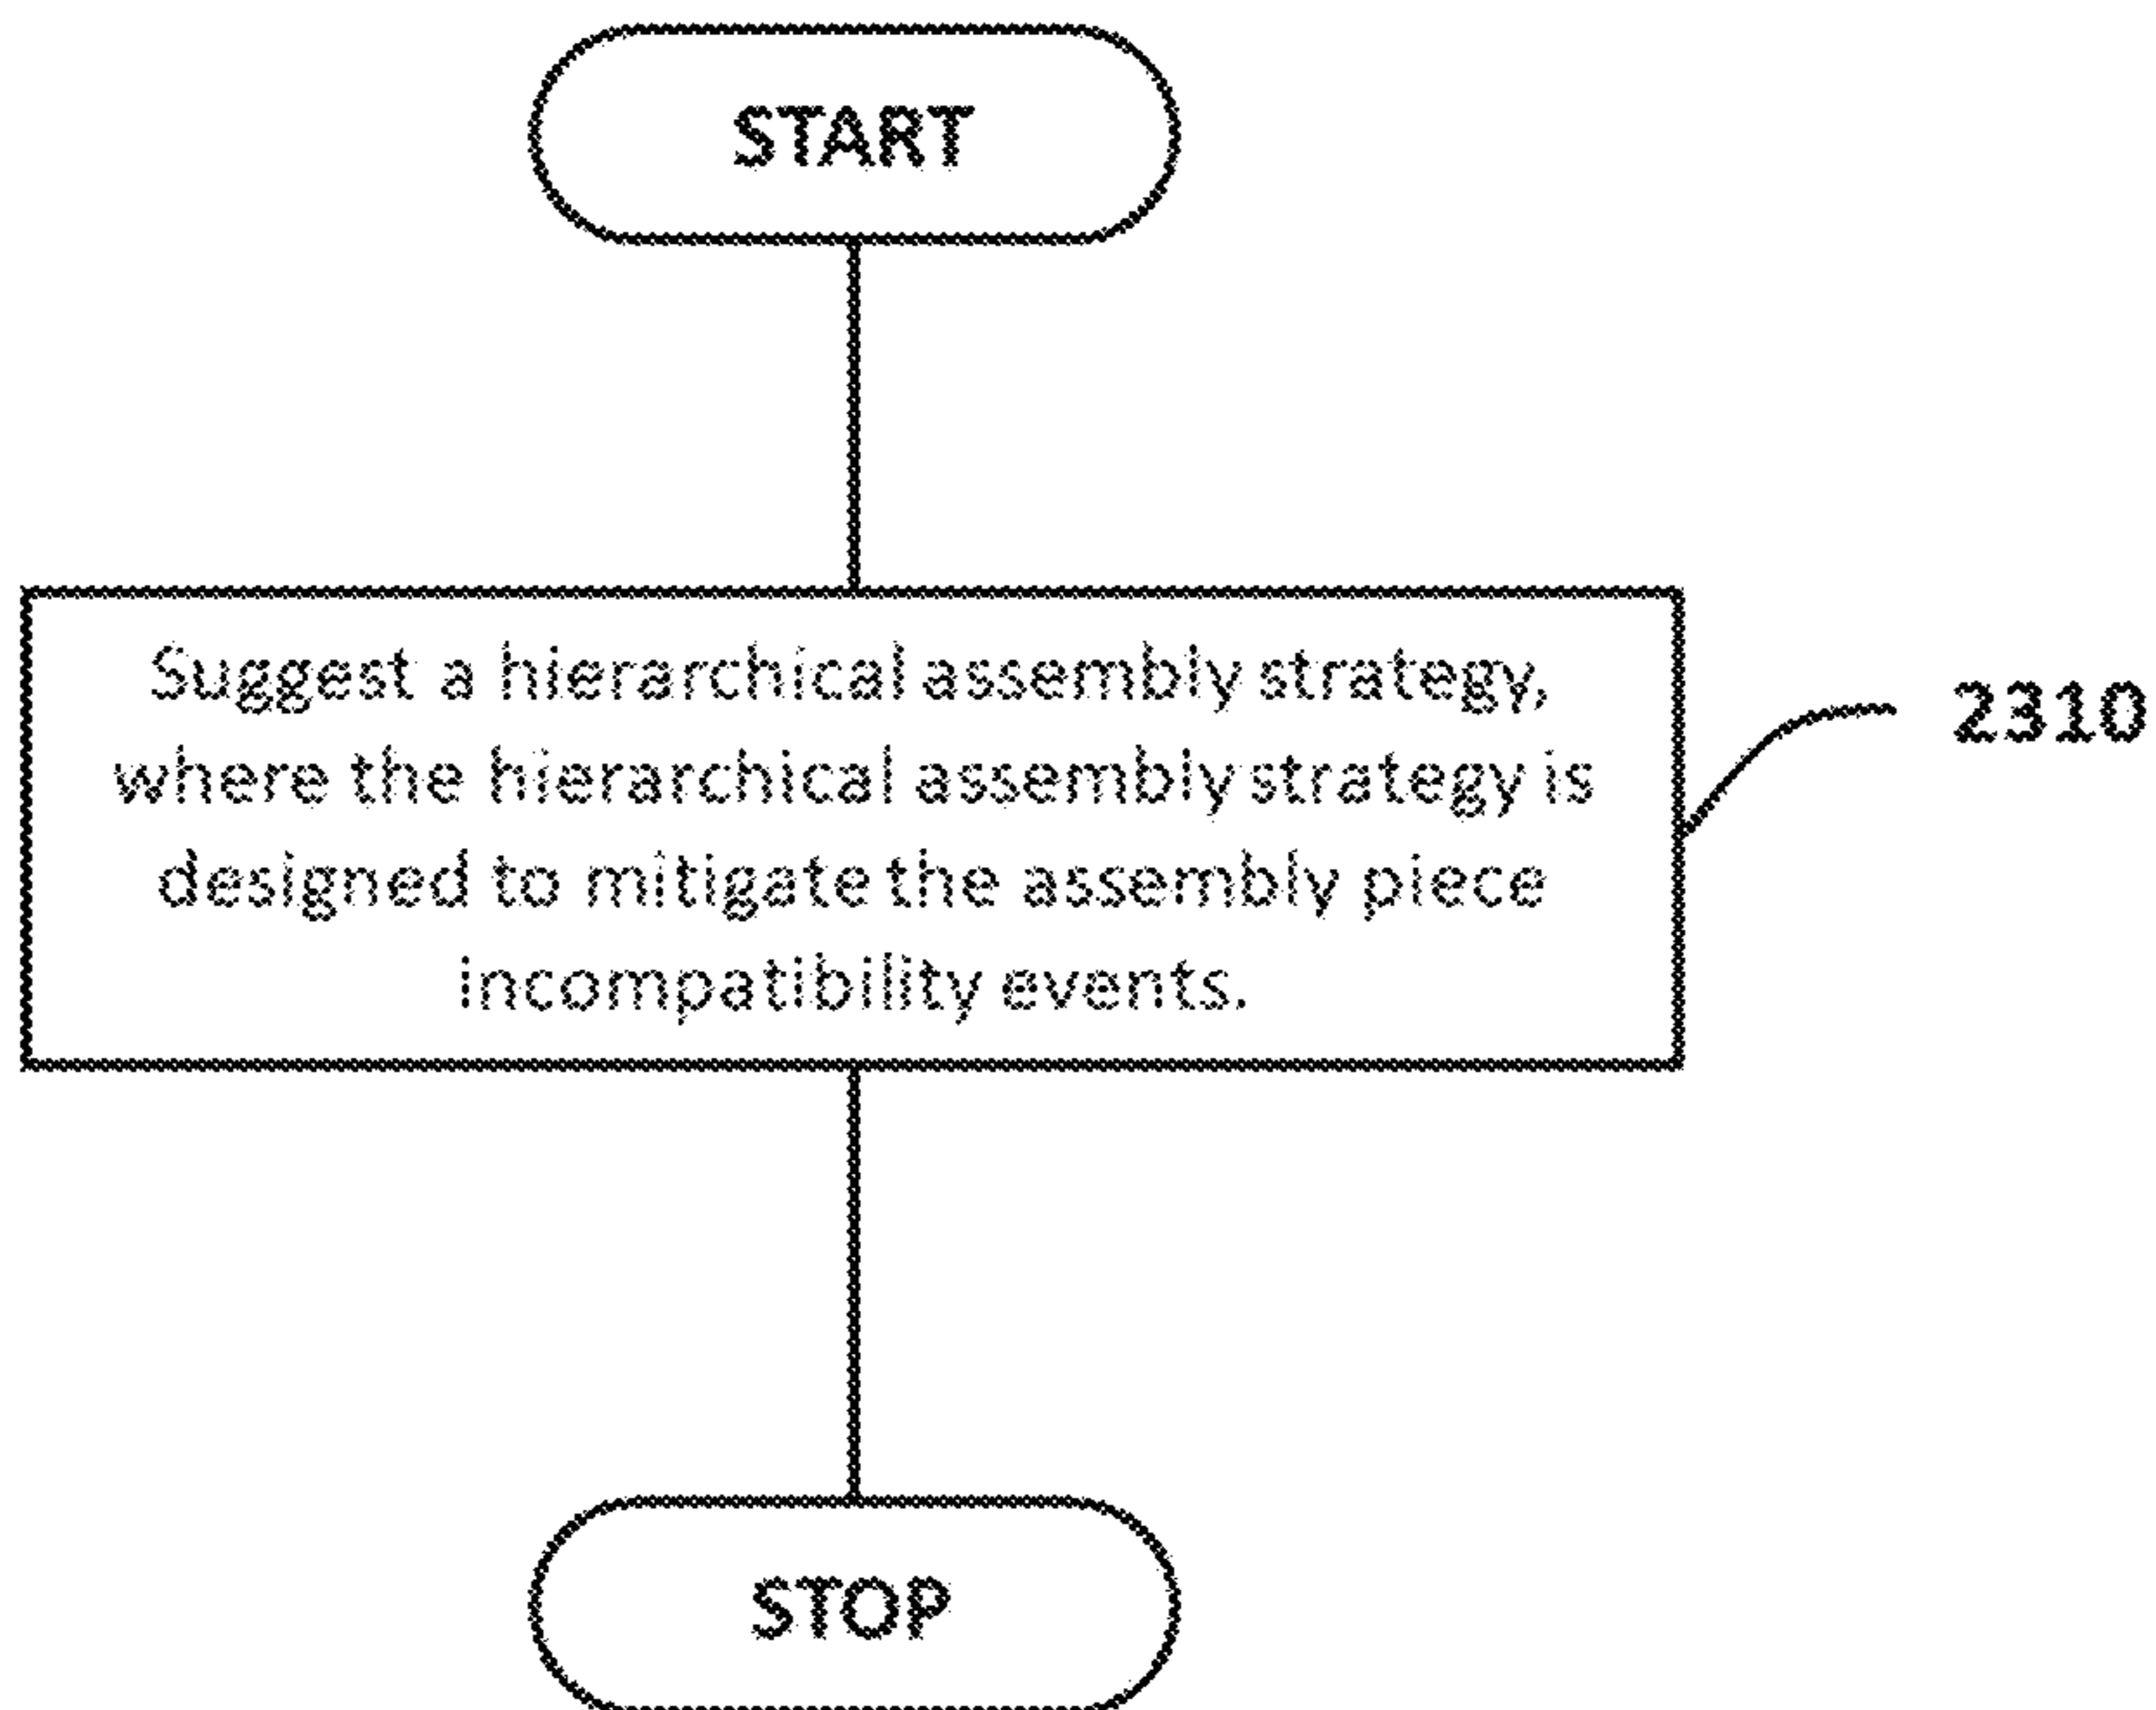 START
Suggest a hierarchical assembly strategy,
where the hierarchical assembly strategy is
designed to mitigate the assembly piece
incompatibility events.
2310
STOP